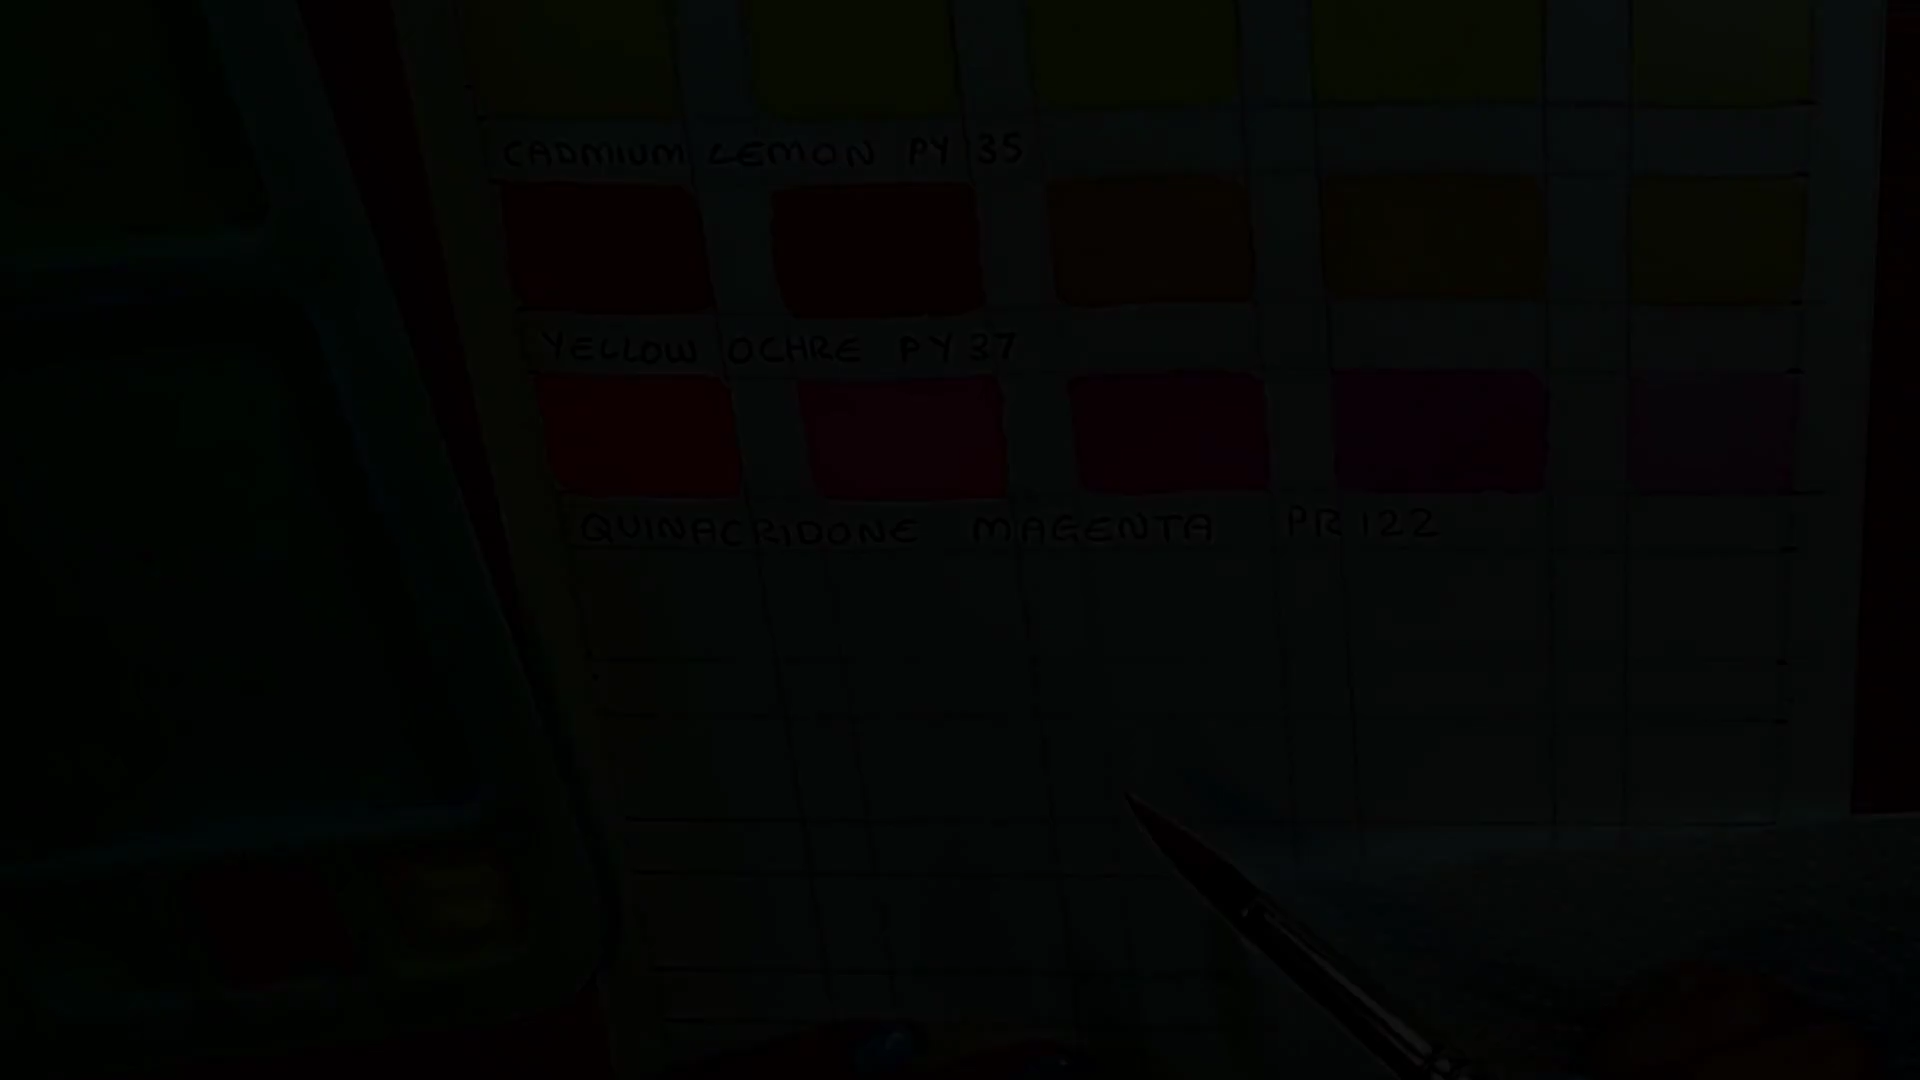 CADMIUM LEMON PY 35
YELLOW OCHRE PY 37
QUINACRIDONE MAGENTA PR 122